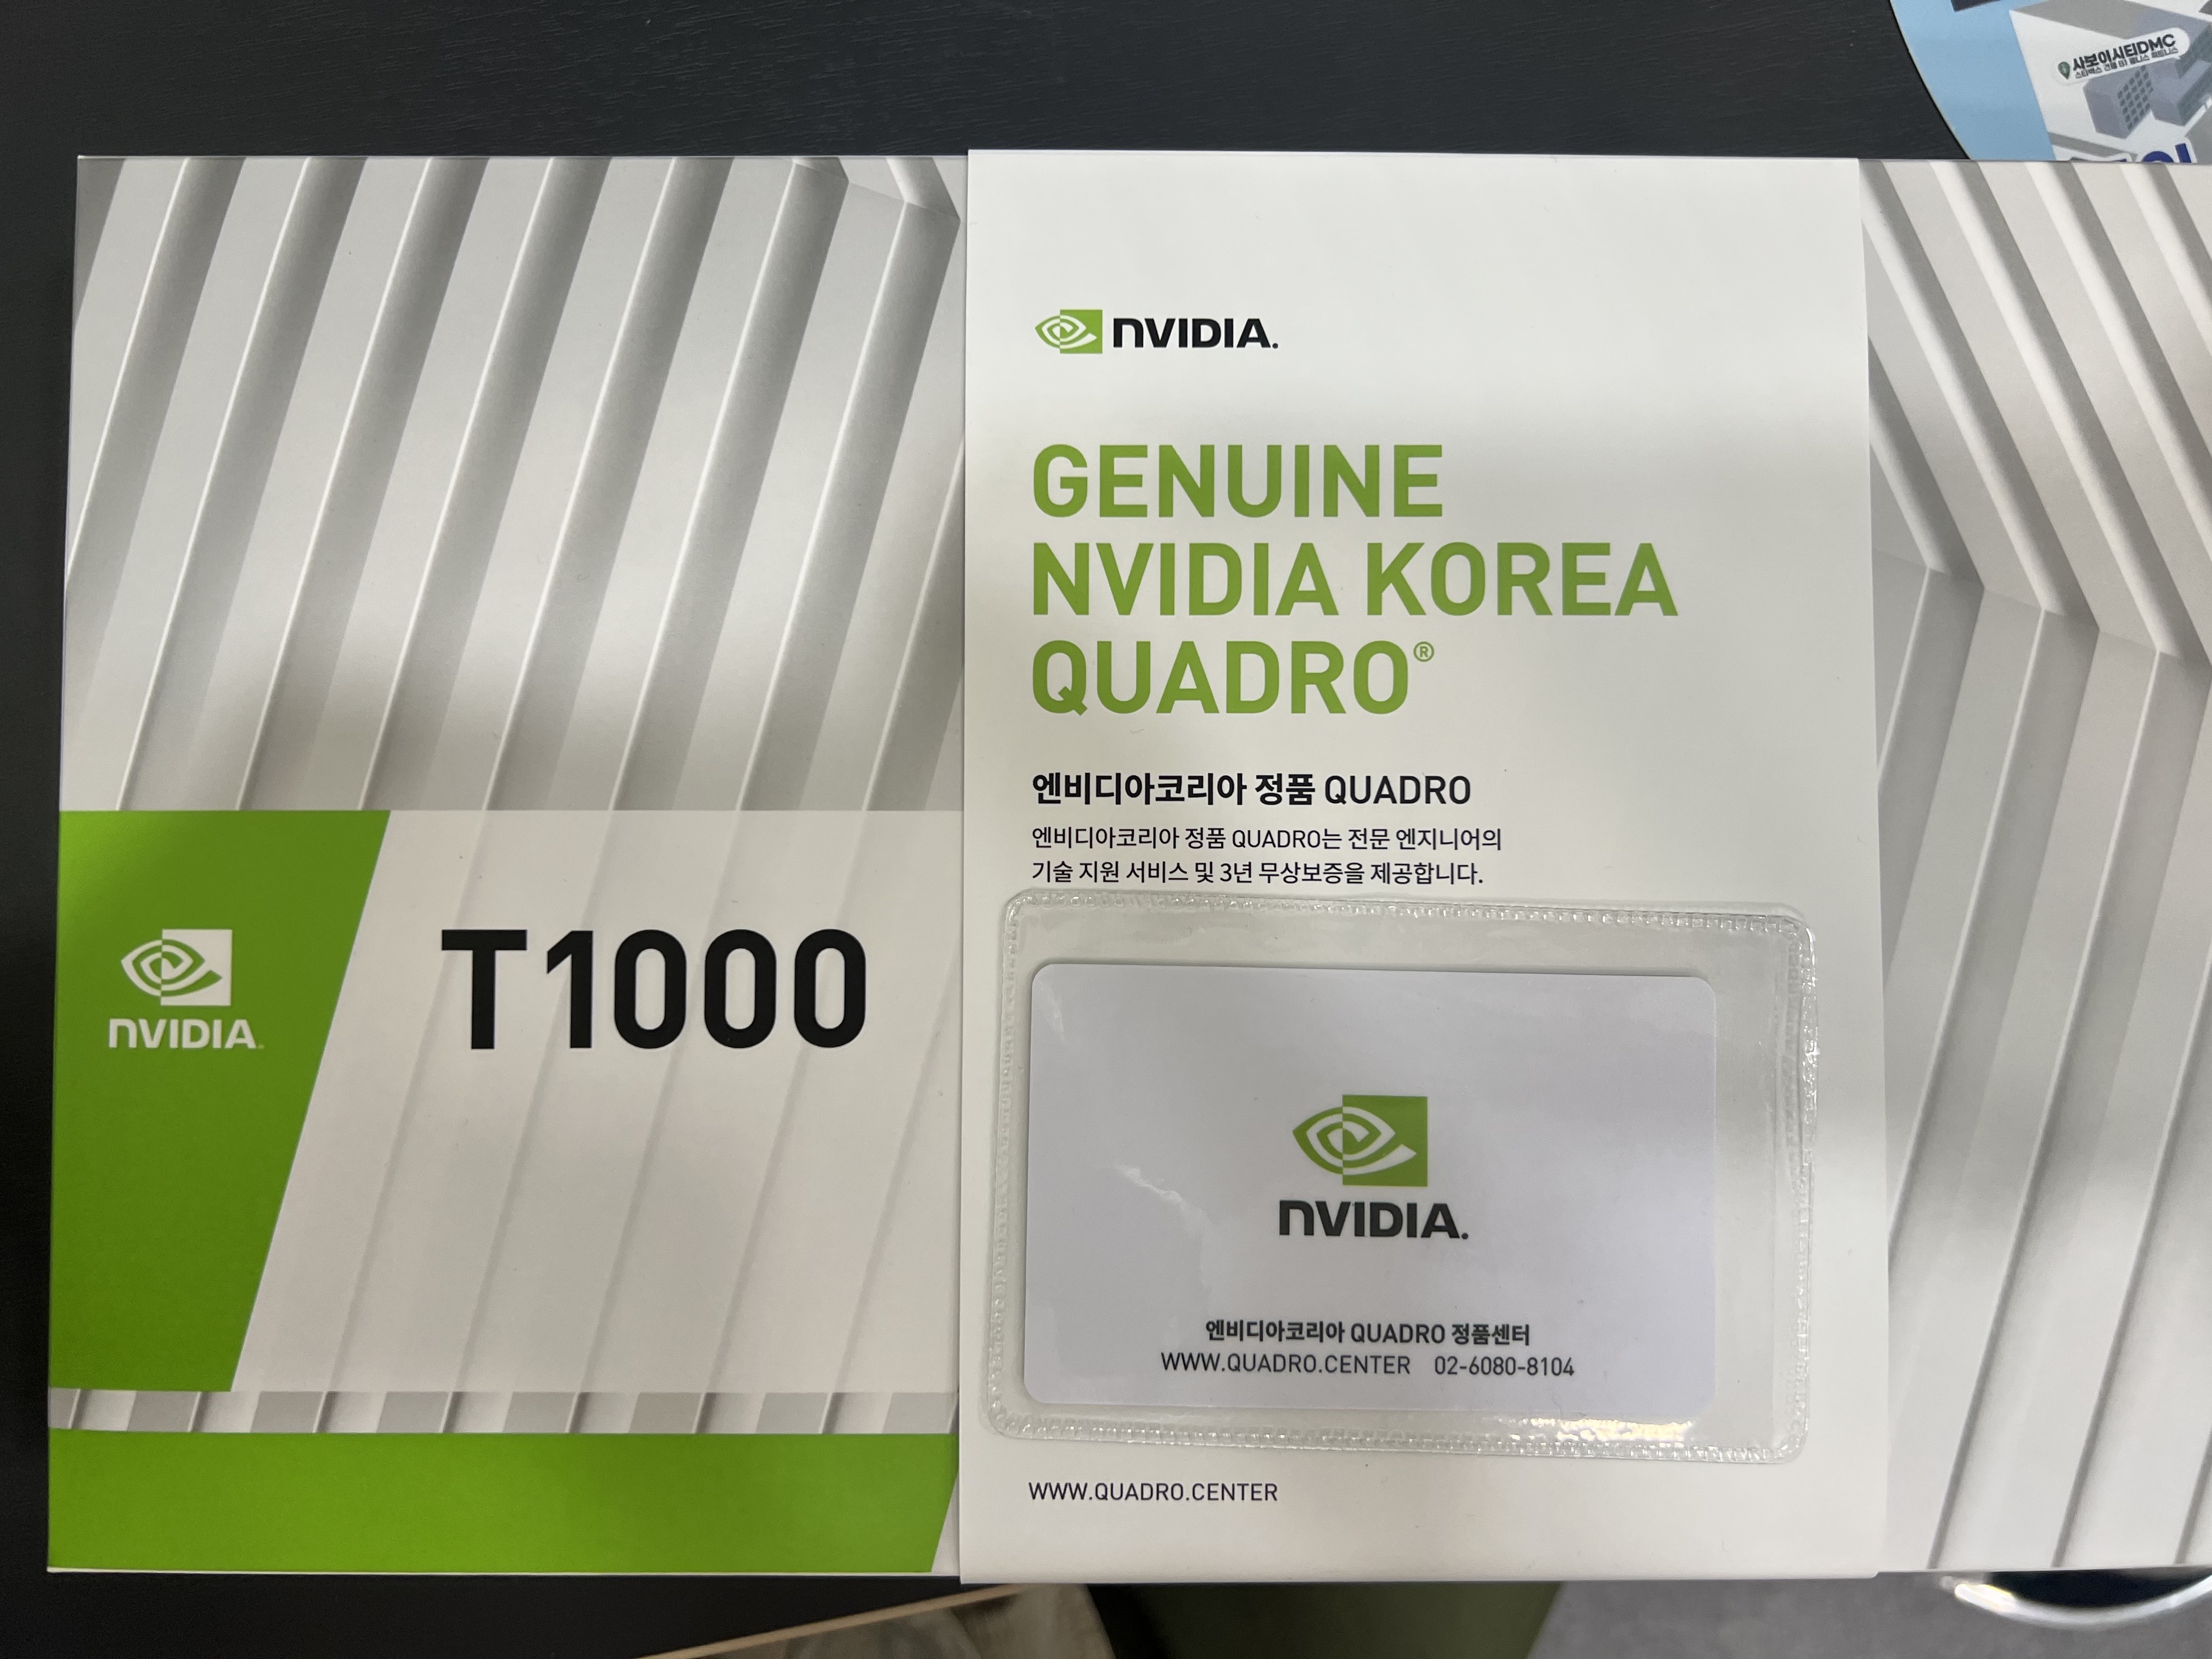 사보이시티DMC
NVIDIA.
GENUINE
NVIDIA KOREA
QUADRO®
엔비디아코리아 정품 QUADRO
엔비디아코리아 정품 QUADRO는 전문 엔지니어의
기술 지원 서비스 및 3년 무상보증을 제공합니다.
NVIDIA.
T1000
NVIDIA.
엔비디아코리아 QUADRO 정품센터
WWW.QUADRO.CENTER 02-6080-8104
WWW.QUADRO.CENTER